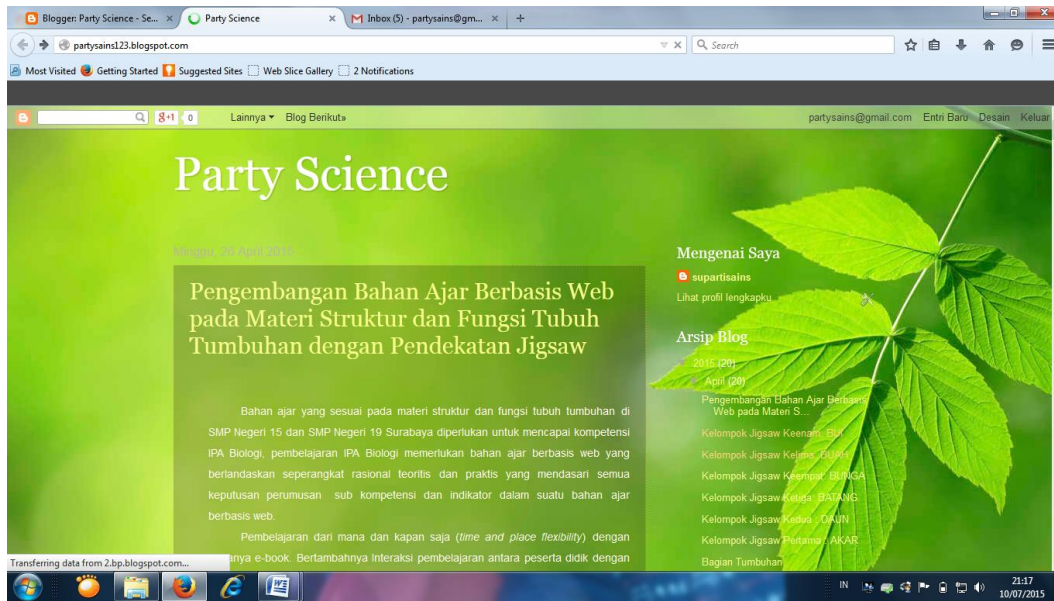 Blogger: Party Science - Se...
Party Science
Inbox (5) - partysains@gm...
partysains123.blogspot.com
Search
Most Visited Getting Started Suggested Sites Web Slice Gallery 2 Notifications
g+1 0 Lainnya Blog Berikut» partysains@gmail.com Entri Baru Desain Keluar
Party Science
Minggu, 26 April 2015
Pengembangan Bahan Ajar Berbasis Web
pada Materi Struktur dan Fungsi Tubuh
Tumbuhan dengan Pendekatan Jigsaw
Bahan ajar yang sesuai pada materi struktur dan fungsi tubuh tumbuhan di
SMP Negeri 15 dan SMP Negeri 19 Surabaya diperlukan untuk mencapai kompetensi
IPA Biologi, pembelajaran IPA Biologi memerlukan bahan ajar berbasis web yang
berlandaskan seperangkat rasional teoritis dan praktis yang mendasari semua
keputusan perumusan sub kompetensi dan indikator dalam suatu bahan ajar
berbasis web.
Pembelajaran dari mana dan kapan saja (time and place flexibility) dengan
e-book. Bertambahnya Interaksi pembelajaran antara peserta didik dengan
Mengenai Saya
supartisains
Lihat profil lengkapku
Arsip Blog
2015 (20)
April (20)
Pengembangan Bahan Ajar Berbasis
Web pada Materi S...
Kelompok Jigsaw Keenam: BIJI
Kelompok Jigsaw Kelima: BUAH
Kelompok Jigsaw Keempat: BUNGA
Kelompok Jigsaw Ketiga: BATANG
Kelompok Jigsaw Kedua : DAUN
Kelompok Jigsaw Pertama : AKAR
Bagian Tumbuhan
Transferring data from 2.bp.blogspot.com...
IN
21:17
10/07/2015